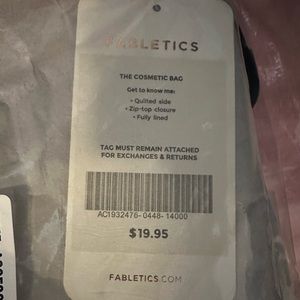 FABLETICS
THE COSMETIC BAG
Get to know me:
• Quilted side
• Zip-top closure
• Fully lined
TAG MUST REMAIN ATTACHED
FOR EXCHANGES & RETURNS
AC1932476-0448-14000
$19.95
FABLETICS.COM